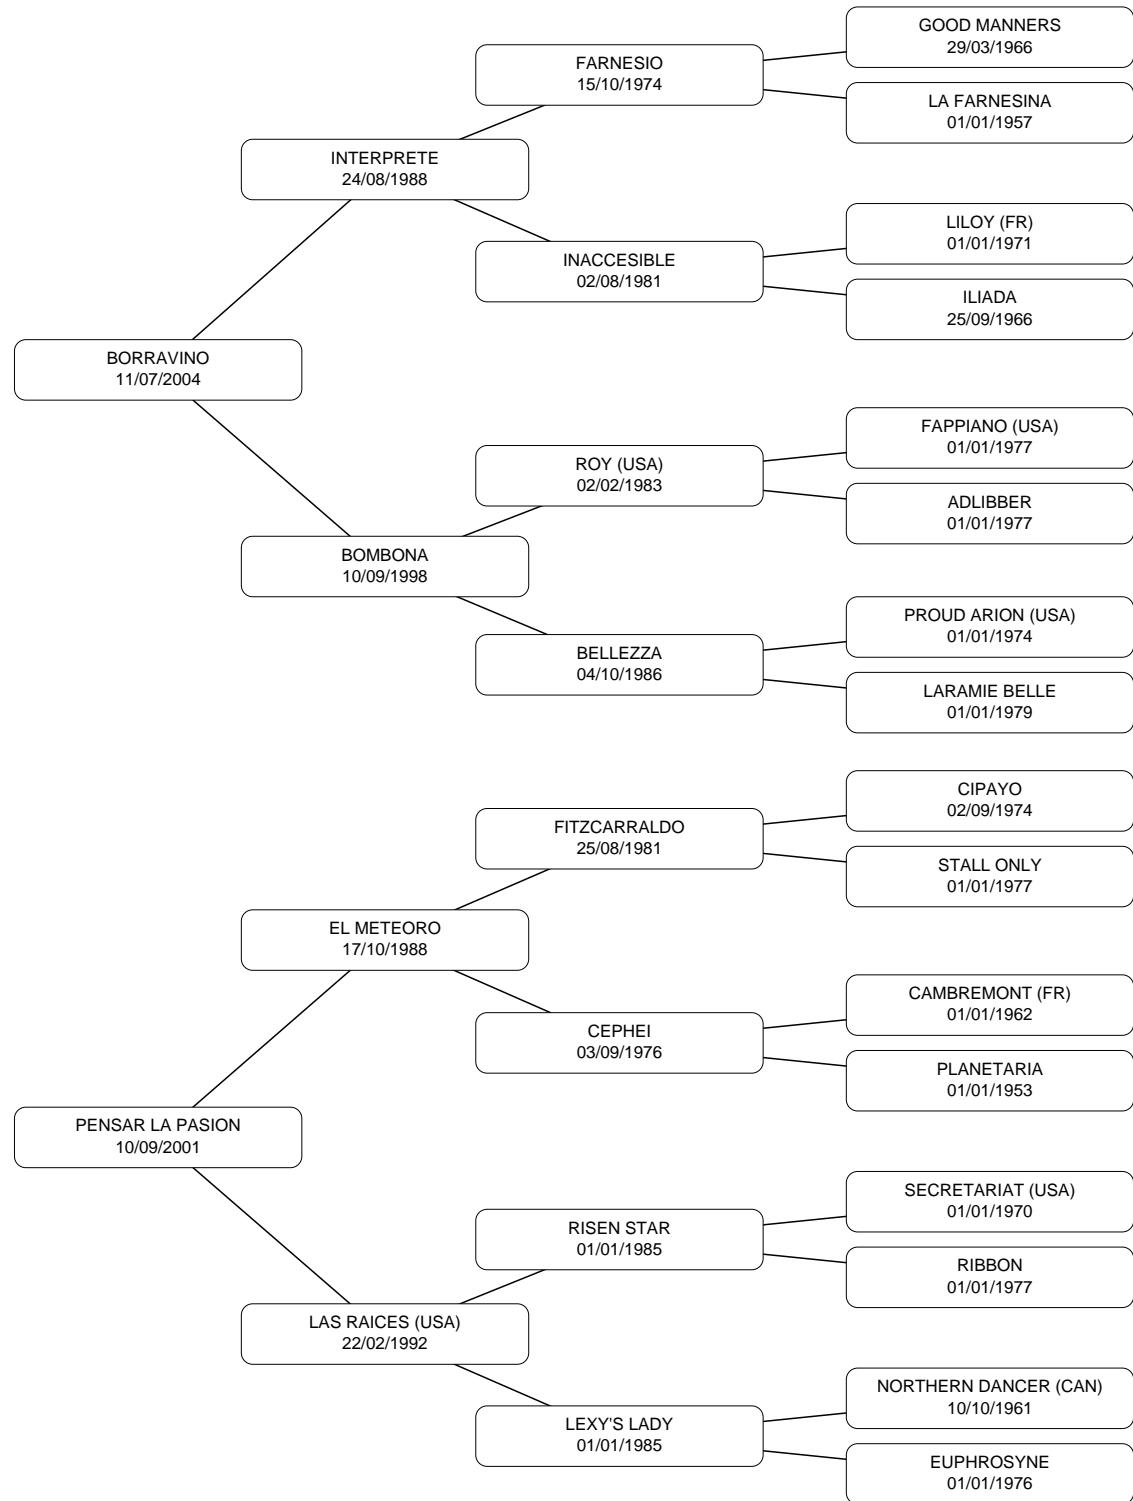 GOOD MANNERS
29/03/1966
FARNESIO
15/10/1974
LA FARNESINA
01/01/1957
INTERPRETE
24/08/1988
LILOY (FR)
01/01/1971
INACCESIBLE
02/08/1981
ILIADA
25/09/1966
BORRAVINO
11/07/2004
FAPPIANO (USA)
01/01/1977
ROY (USA)
02/02/1983
ADLIBBER
01/01/1977
BOMBONA
10/09/1998
PROUD ARION (USA)
01/01/1974
BELLEZZA
04/10/1986
LARAMIE BELLE
01/01/1979
CIPAYO
02/09/1974
FITZCARRALDO
25/08/1981
STALL ONLY
01/01/1977
EL METEORO
17/10/1988
CAMBREMONT (FR)
01/01/1962
CEPHEI
03/09/1976
PLANETARIA
01/01/1953
PENSAR LA PASION
10/09/2001
SECRETARIAT (USA)
01/01/1970
RISEN STAR
01/01/1985
RIBBON
01/01/1977
LAS RAICES (USA)
22/02/1992
NORTHERN DANCER (CAN)
10/10/1961
LEXY'S LADY
01/01/1985
EUPHROSYNE
01/01/1976